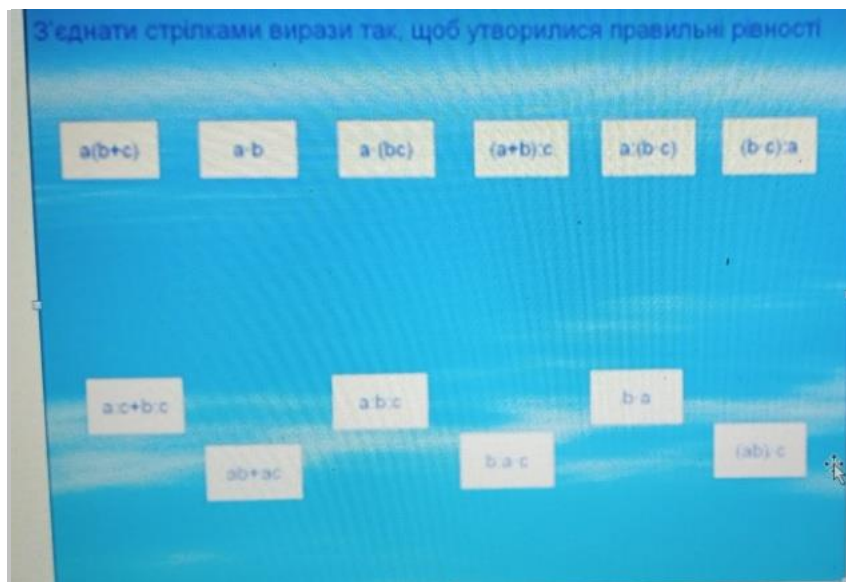 З'єднати стрілками вирази так, щоб утворилися правильні рівності
a(b+c) a·b a·(bc) (a+b):c a:(b·c) (b·c):a
a:c+b:c a:b:c b·a
ab+ac b:a·c (ab)·c